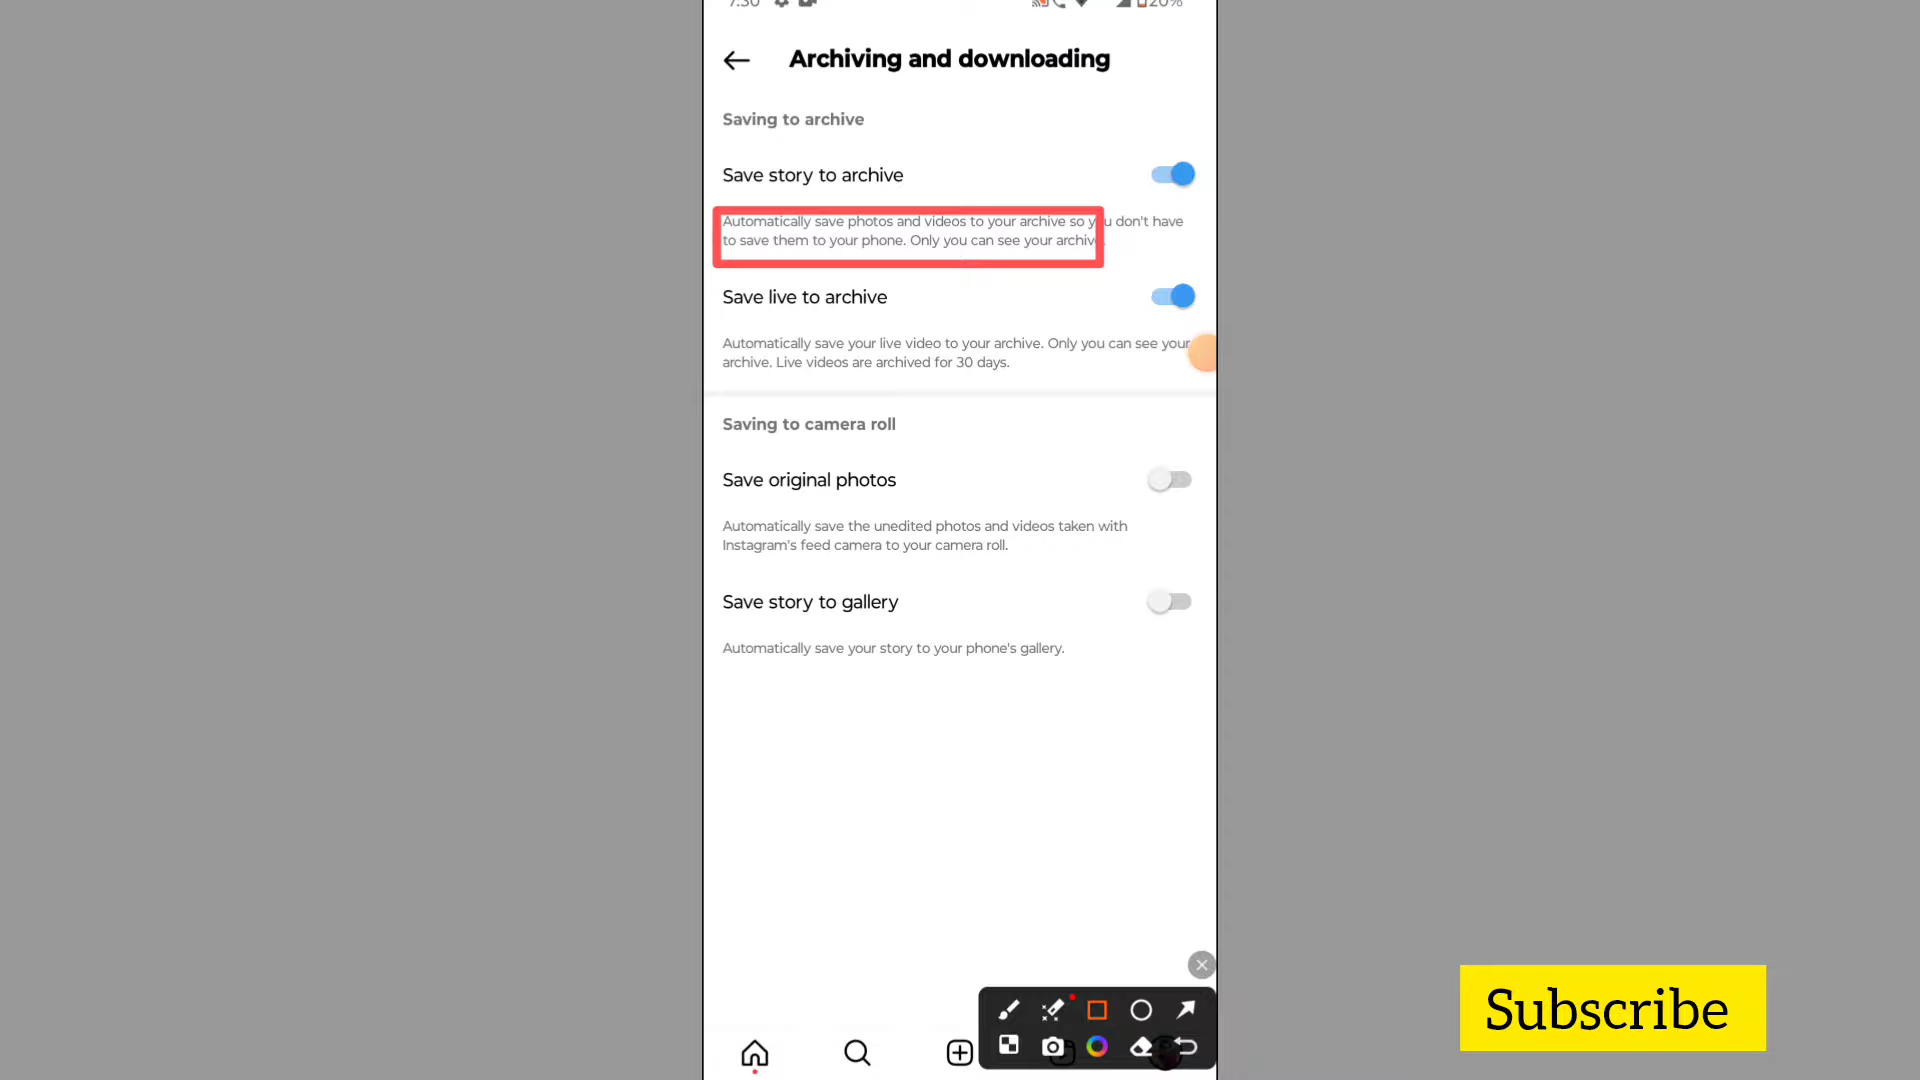 7:30 20%
Archiving and downloading
Saving to archive
Save story to archive
Automatically save photos and videos to your archive so you don't have
to save them to your phone. Only you can see your archive.
Save live to archive
Automatically save your live video to your archive. Only you can see your
archive. Live videos are archived for 30 days.
Saving to camera roll
Save original photos
Automatically save the unedited photos and videos taken with
Instagram's feed camera to your camera roll.
Save story to gallery
Automatically save your story to your phone's gallery.
Subscribe